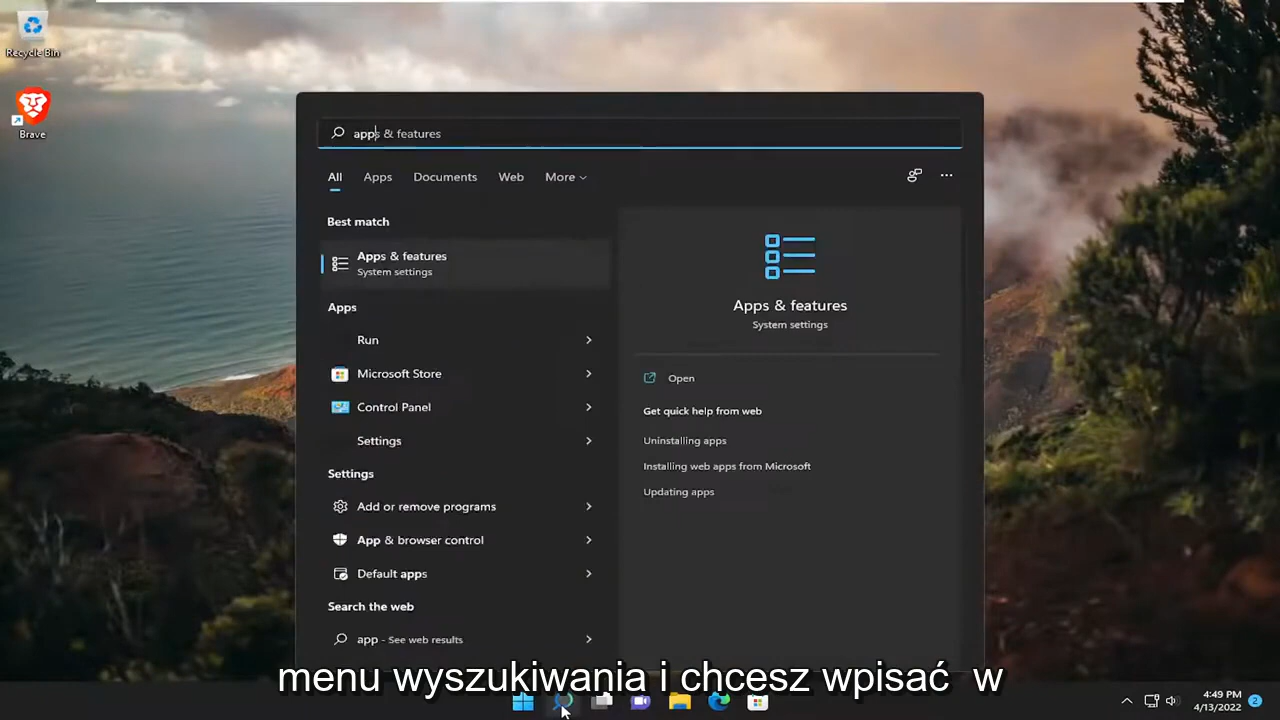 Recycle Bin
Brave
apps & features
All Apps Documents Web More
Best match
Apps & features
System settings
Apps
Run
Microsoft Store
Control Panel
Settings
Settings
Add or remove programs
App & browser control
Default apps
Search the web
app - See web results
Apps & features
System settings
Open
Get quick help from web
Uninstalling apps
Installing web apps from Microsoft
Updating apps
menu wyszukiwania i chcesz wpisać w
4:49 PM
4/13/2022
2